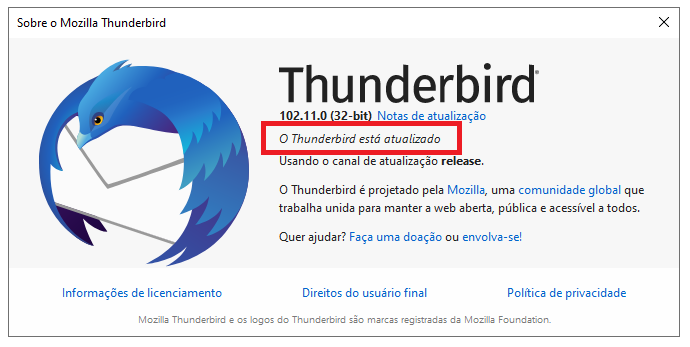 Sobre o Mozilla Thunderbird
Thunderbird®
102.11.0 (32-bit) Notas de atualização
O Thunderbird está atualizado
Usando o canal de atualização release.
O Thunderbird é projetado pela Mozilla, uma comunidade global que
trabalha unida para manter a web aberta, pública e acessível a todos.
Quer ajudar? Faça uma doação ou envolva-se!
Informações de licenciamento
Direitos do usuário final
Política de privacidade
Mozilla Thunderbird e os logos do Thunderbird são marcas registradas da Mozilla Foundation.